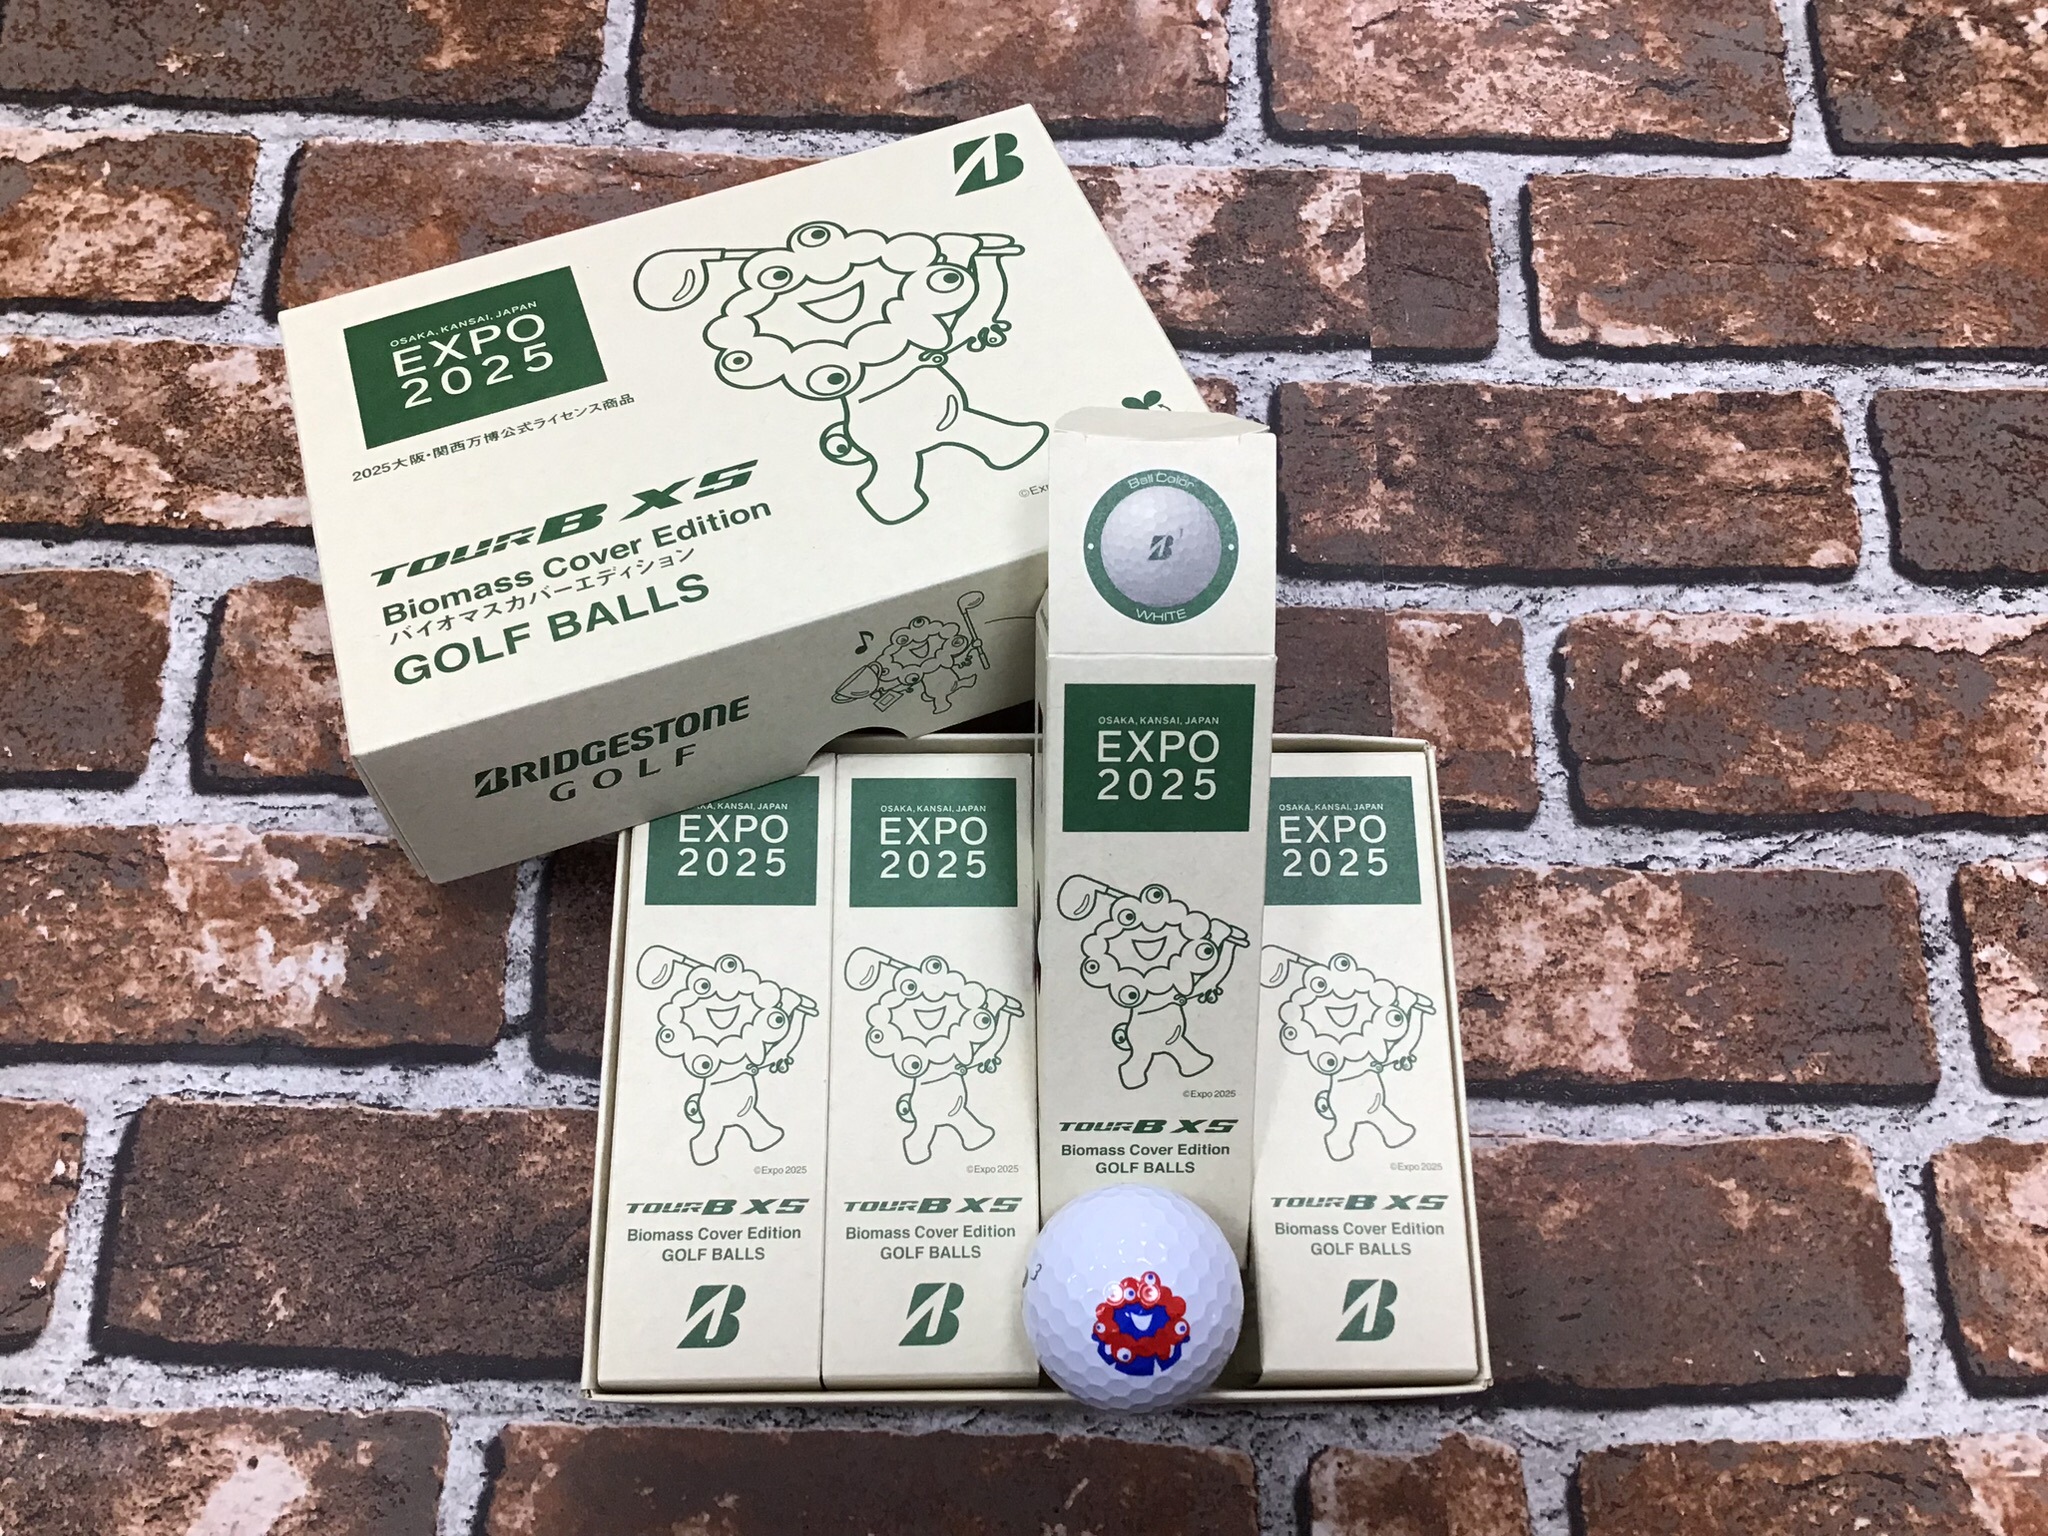 OSAKA, KANSAI, JAPAN
EXPO
2025
2025大阪・関西万博公式ライセンス商品
TOUR B XS
Biomass Cover Edition
バイオマスカバーエディション
GOLF BALLS
BRIDGESTONE
GOLF
Ball Color
WHITE
OSAKA, KANSAI, JAPAN
EXPO
2025
©Expo 2025
TOUR B XS
Biomass Cover Edition
GOLF BALLS
KA, KANSAI, JAPAN
EXPO
2025
©Expo 2025
TOUR B XS
Biomass Cover Edition
GOLF BALLS
B
OSAKA, KANSAI, JAPAN
EXPO
2025
©Expo 2025
TOUR B XS
Biomass Cover Edition
GOLF BALLS
B
OSAKA, KANSAI, JAPAN
EXPO
2025
©Expo 2025
TOUR B XS
Biomass Cover Edition
GOLF BALLS
B
3